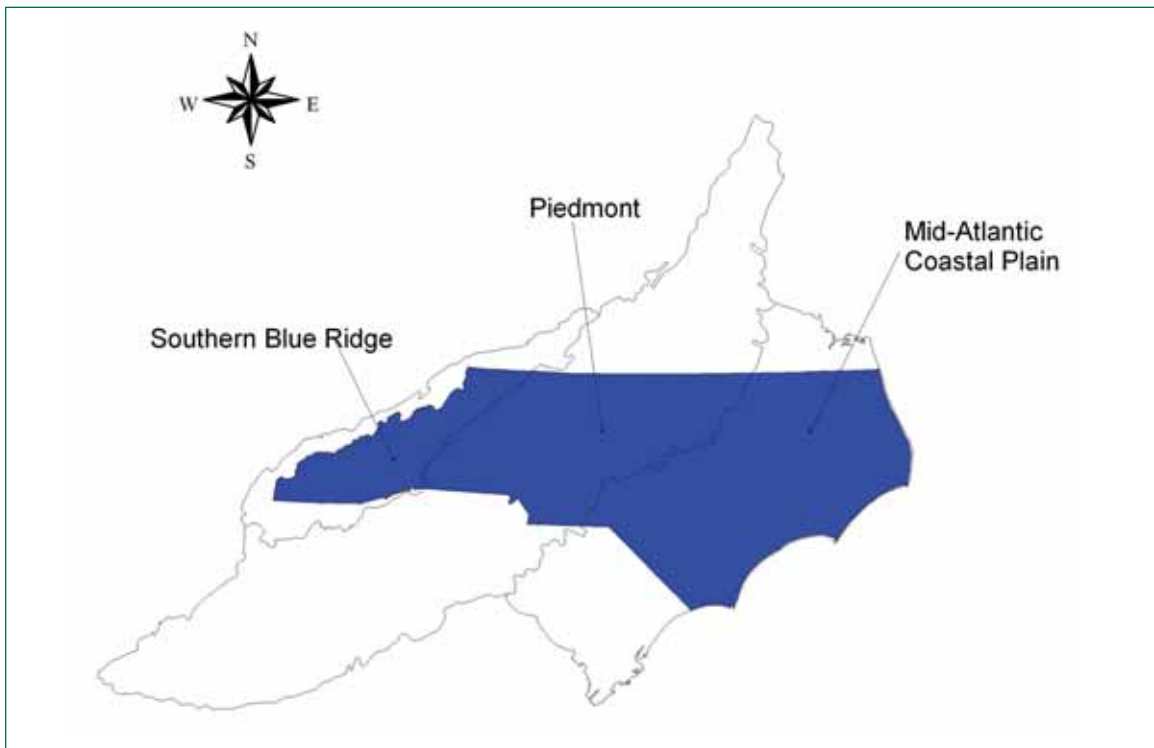 N
W E
S
Piedmont
Mid-Atlantic
Coastal Plain
Southern Blue Ridge